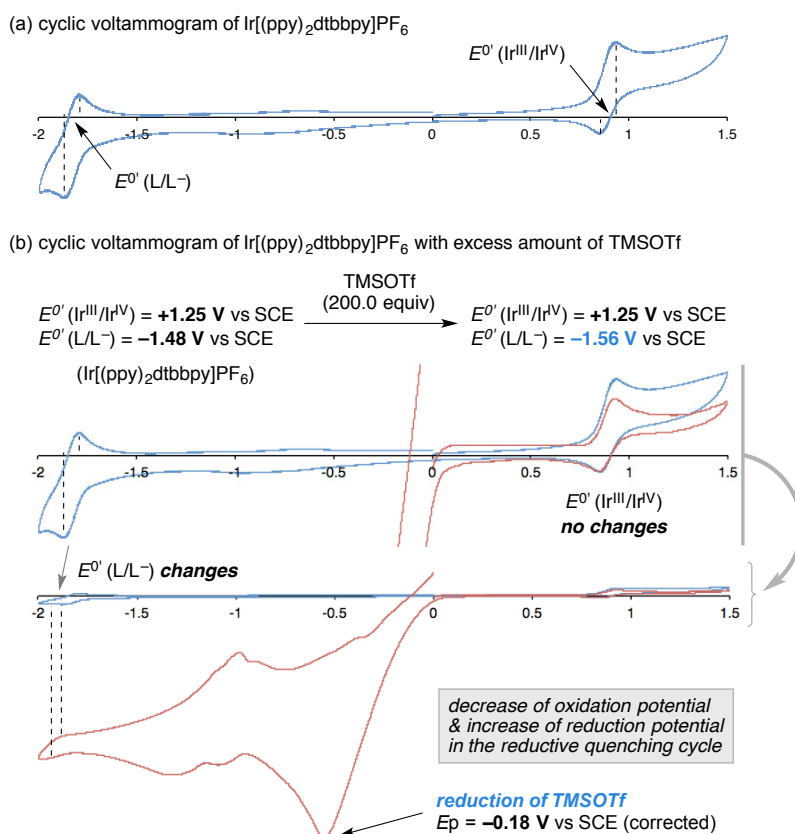 (a) cyclic voltammogram of Ir[(ppy)₂dtbbpy]PF₆
E⁰' (Irᴵᴵᴵ/Irᴵⱽ)
-2 -1.5 -1 -0.5 0 0.5 1 1.5
E⁰' (L/L⁻)
(b) cyclic voltammogram of Ir[(ppy)₂dtbbpy]PF₆ with excess amount of TMSOTf
TMSOTf
(200.0 equiv)
E⁰' (Irᴵᴵᴵ/Irᴵⱽ) = +1.25 V vs SCE
E⁰' (L/L⁻) = –1.48 V vs SCE
(Ir[(ppy)₂dtbbpy]PF₆)
E⁰' (Irᴵᴵᴵ/Irᴵⱽ) = +1.25 V vs SCE
E⁰' (L/L⁻) = –1.56 V vs SCE
-2 -1.5 -1 -0.5 0 0.5 1 1.5
E⁰' (Irᴵᴵᴵ/Irᴵⱽ)
no changes
E⁰' (L/L⁻) changes
-2 -1.5 -1 -0.5 0 0.5 1 1.5
decrease of oxidation potential
& increase of reduction potential
in the reductive quenching cycle
reduction of TMSOTf
Ep = –0.18 V vs SCE (corrected)